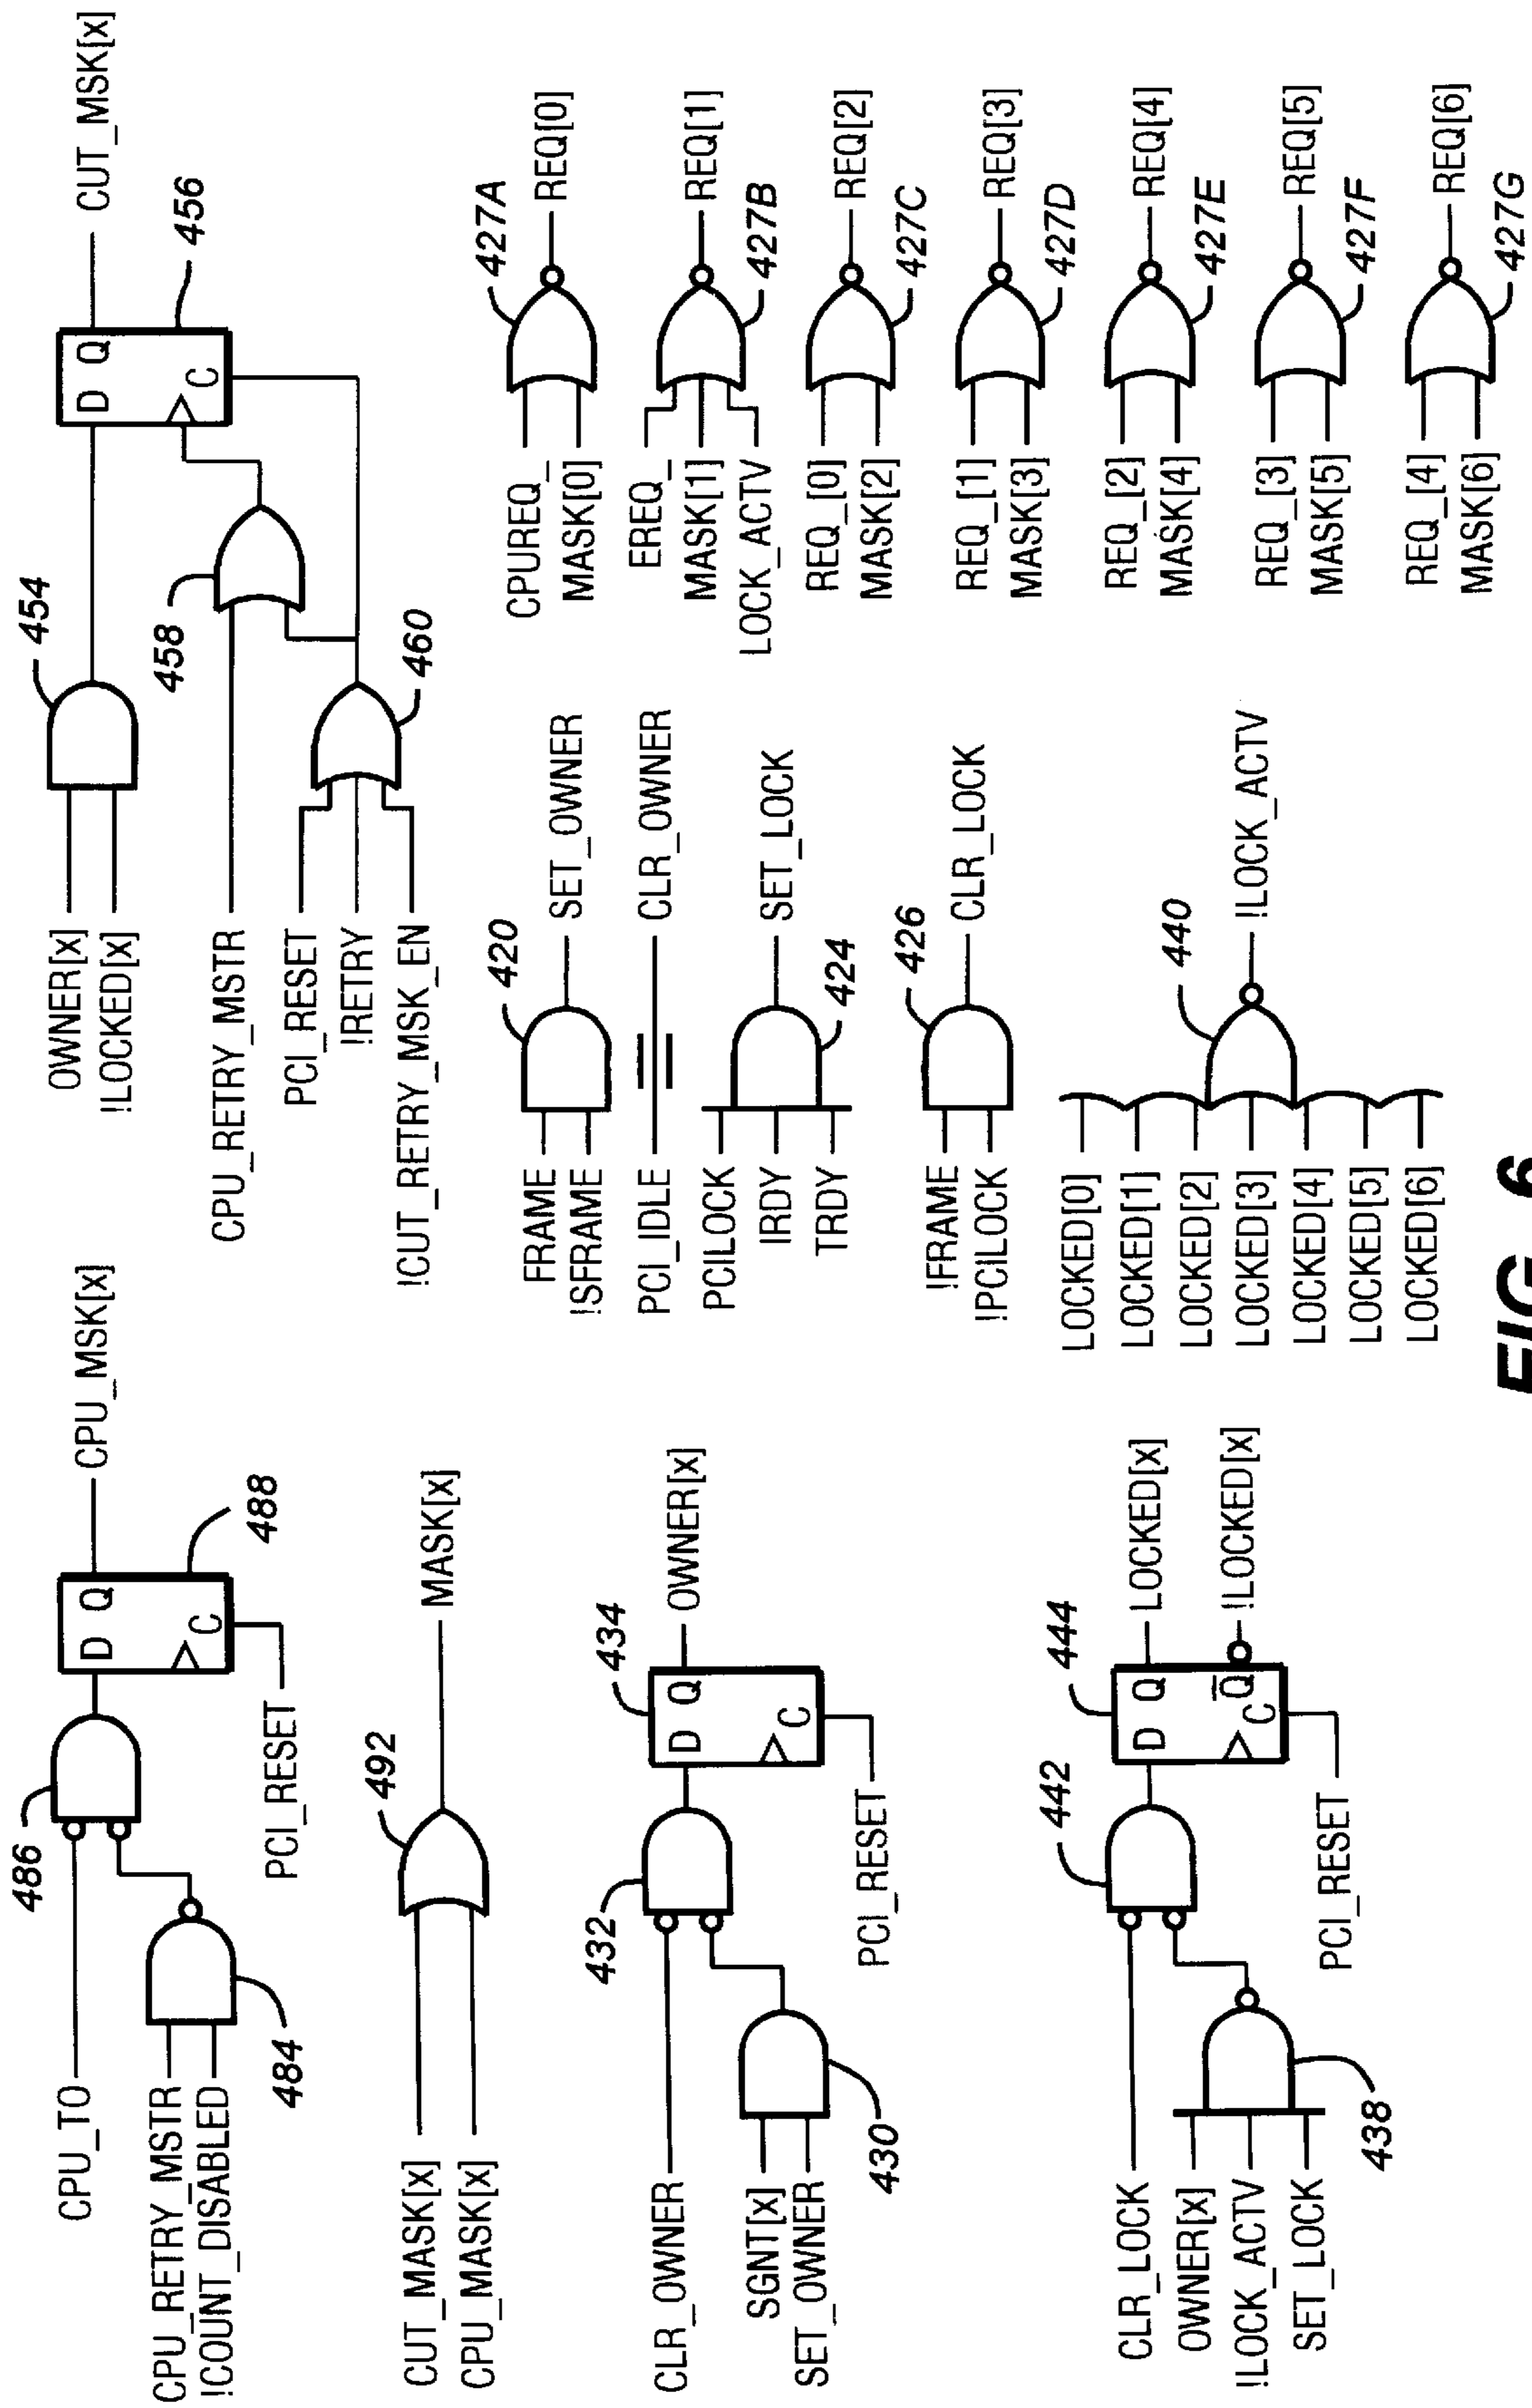 CPU_TO
CPU_RETRY_MSTR
!COUNT_DISABLED
484
486
D Q
C
PCI_RESET
488
CPU_MSK[x]
CUT_MASK[x]
CPU_MASK[x]
492
MASK[x]
CLR_OWNER
SGNT[x]
SET_OWNER
430
432
D Q
C
PCI_RESET
434
OWNER[x]
CLR_LOCK
OWNER[x]
!LOCK_ACTV
SET_LOCK
438
442
D Q
Q
C
PCI_RESET
444
LOCKED[x]
!LOCKED[x]
OWNER[x]
!LOCKED[x]
454
CPU_RETRY_MSTR
458
PCI_RESET
!RETRY
!CUT_RETRY_MSK_EN
460
D Q
C
456
CUT_MSK[x]
FRAME
!SFRAME
420
SET_OWNER
PCI_IDLE
CLR_OWNER
PCILOCK
IRDY
TRDY
424
SET_LOCK
!FRAME
!PCILOCK
426
CLR_LOCK
LOCKED[0]
LOCKED[1]
LOCKED[2]
LOCKED[3]
LOCKED[4]
LOCKED[5]
LOCKED[6]
440
!LOCK_ACTV
CPUREQ_
MASK[0]
427A
REQ[0]
EREQ_
MASK[1]
LOCK_ACTV
427B
REQ[1]
REQ_[0]
MASK[2]
427C
REQ[2]
REQ_[1]
MASK[3]
427D
REQ[3]
REQ_[2]
MASK[4]
427E
REQ[4]
REQ_[3]
MASK[5]
427F
REQ[5]
REQ_[4]
MASK[6]
427G
REQ[6]
FIG. 6